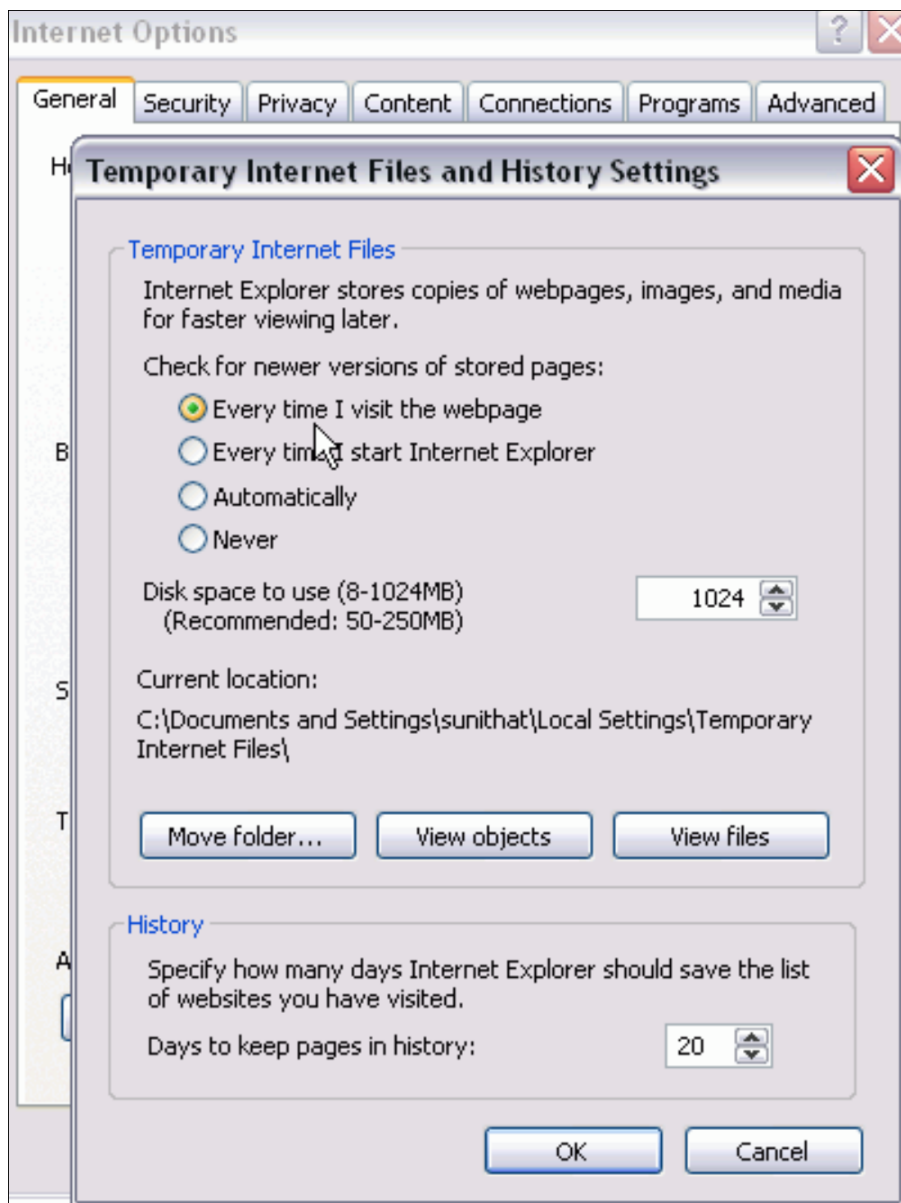 Internet Options
General Security Privacy Content Connections Programs Advanced
Temporary Internet Files and History Settings
Temporary Internet Files
Internet Explorer stores copies of webpages, images, and media
for faster viewing later.
Check for newer versions of stored pages:
Every time I visit the webpage
Every time I start Internet Explorer
Automatically
Never
Disk space to use (8-1024MB)
1024
(Recommended: 50-250MB)
Current location:
C:\Documents and Settings\sunithat\Local Settings\Temporary
Internet Files\
Move folder... View objects View files
History
Specify how many days Internet Explorer should save the list
of websites you have visited.
Days to keep pages in history: 20
OK Cancel